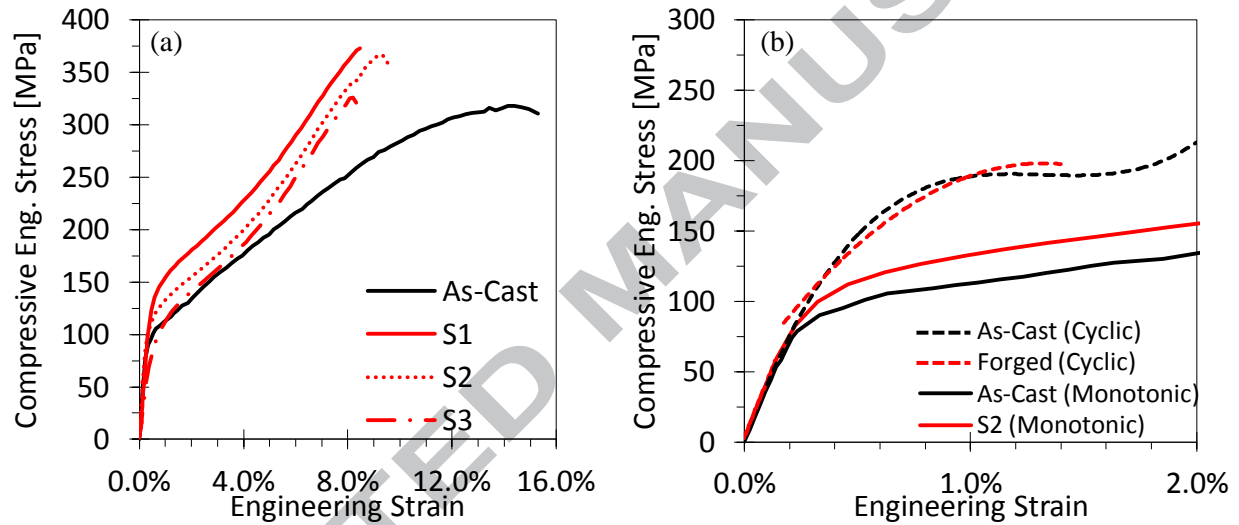 (a)
Compressive Eng. Stress [MPa]
400
350
300
250
200
150
100
50
0
As-Cast
S1
S2
S3
0.0% 4.0% 8.0% 12.0% 16.0%
Engineering Strain
(b)
Compressive Eng. Stress [MPa]
300
250
200
150
100
50
0
As-Cast (Cyclic)
Forged (Cyclic)
As-Cast (Monotonic)
S2 (Monotonic)
0.0% 1.0% 2.0%
Engineering Strain
TED MANUS